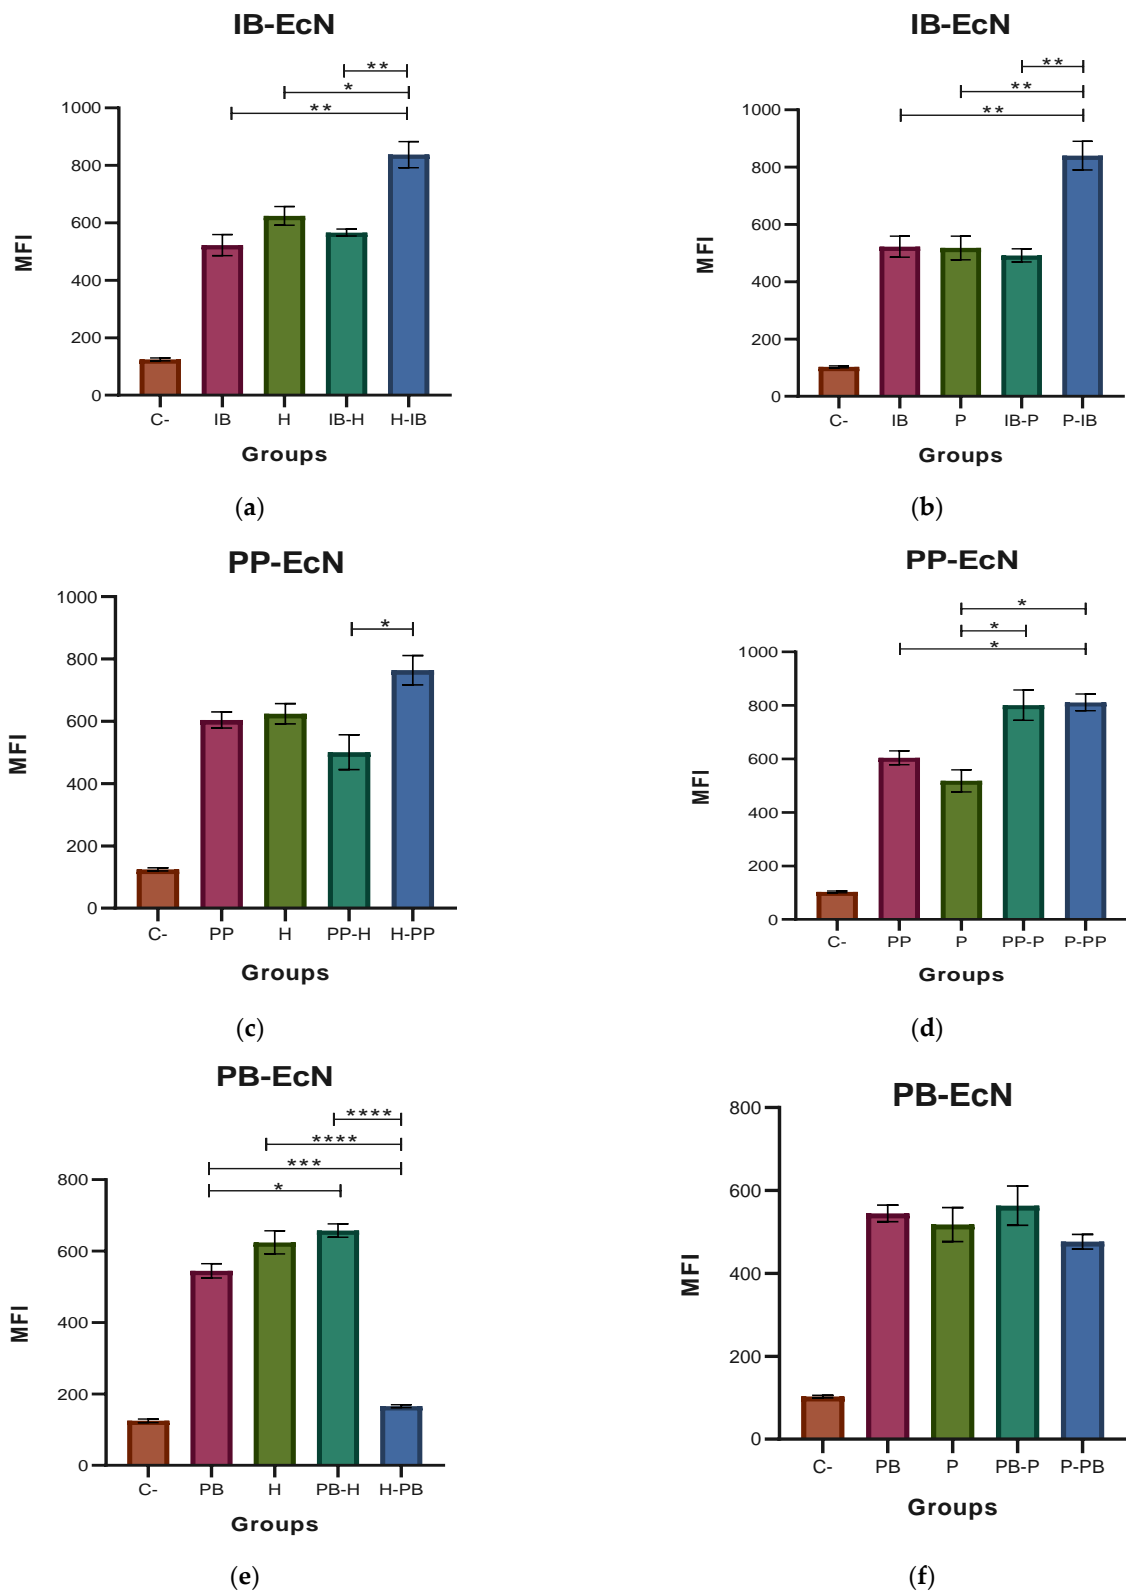 IB-EcN
** 
*
**
1000
800
600
400
200
0
MFI
C- IB H IB-H H-IB
Groups
(a)
IB-EcN
**
**
**
1000
800
600
400
200
0
MFI
C- IB P IB-P P-IB
Groups
(b)
PP-EcN
*
1000
800
600
400
200
0
MFI
C- PP H PP-H H-PP
Groups
(c)
PP-EcN
*
*
*
1000
800
600
400
200
0
MFI
C- PP P PP-P P-PP
Groups
(d)
PB-EcN
****
****
***
*
800
600
400
200
0
MFI
C- PB H PB-H H-PB
Groups
(e)
PB-EcN
800
600
400
200
0
MFI
C- PB P PB-P P-PB
Groups
(f)